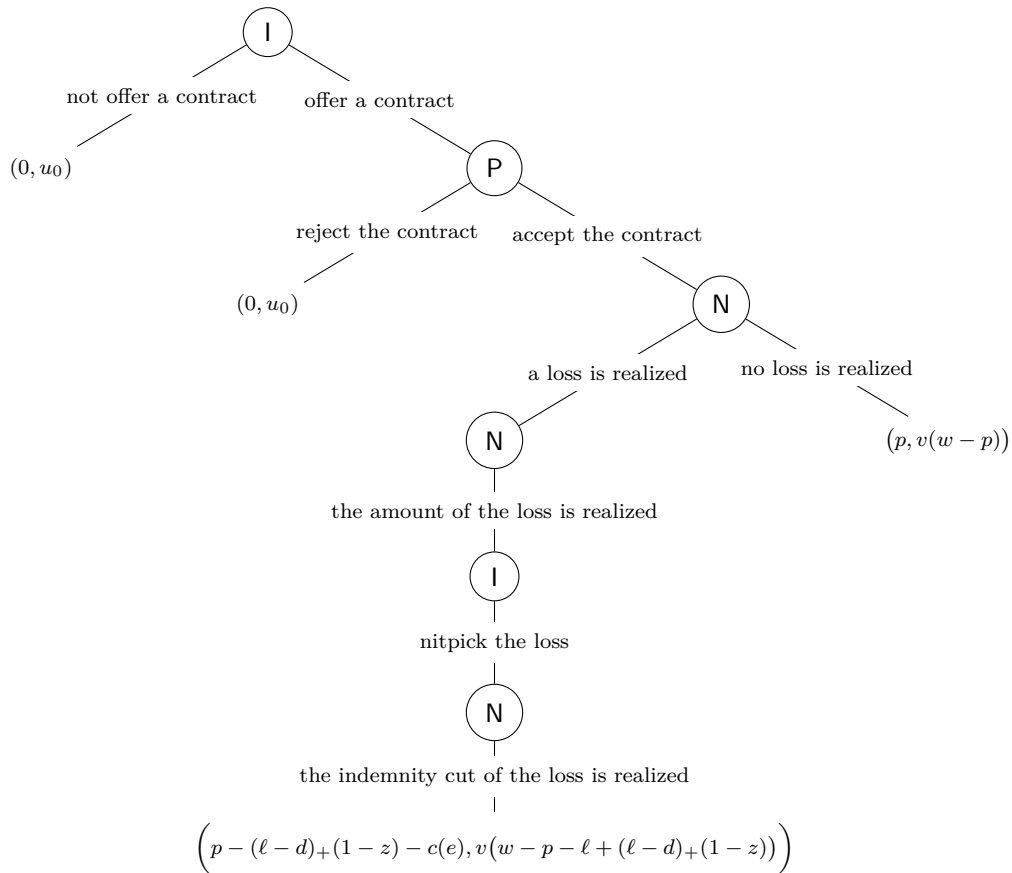 I
not offer a contract
offer a contract
(0, u₀)
P
reject the contract
accept the contract
(0, u₀)
N
a loss is realized
no loss is realized
N
(p, v(w − p))
the amount of the loss is realized
I
nitpick the loss
N
the indemnity cut of the loss is realized
(p − (ℓ − d)₊(1 − z) − c(e), v(w − p − ℓ + (ℓ − d)₊(1 − z)))